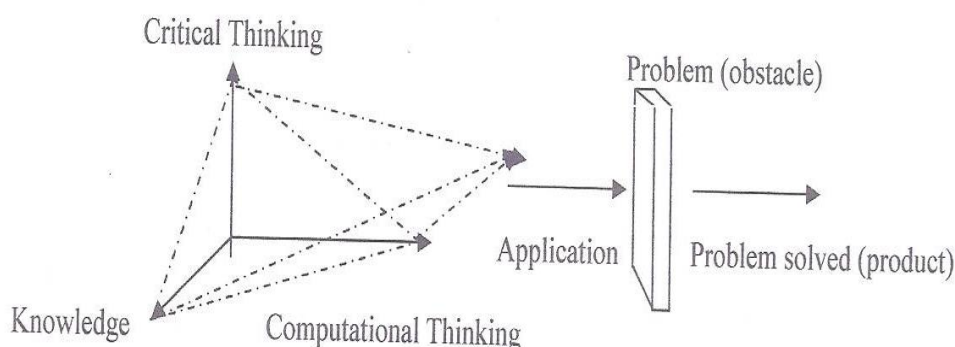 Critical Thinking
Problem (obstacle)
Application
Problem solved (product)
Knowledge
Computational Thinking